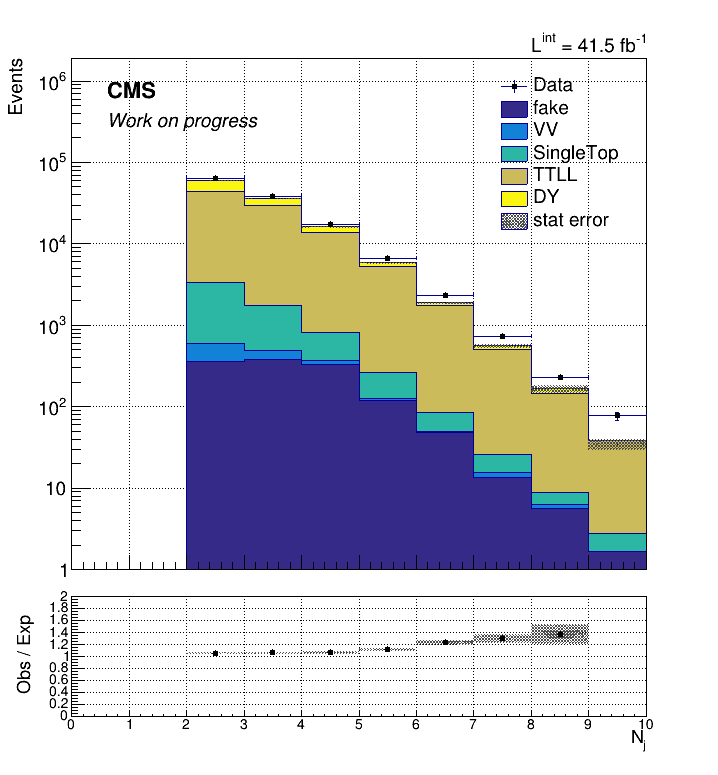 L^int = 41.5 fb^-1
Events
CMS
Work on progress
Data
fake
VV
SingleTop
TTLL
DY
stat error
10^6
10^5
10^4
10^3
10^2
10
1
Obs / Exp
2
1.8
1.6
1.4
1.2
1
0.8
0.6
0.4
0.2
0
0 1 2 3 4 5 6 7 8 9 10
N_j